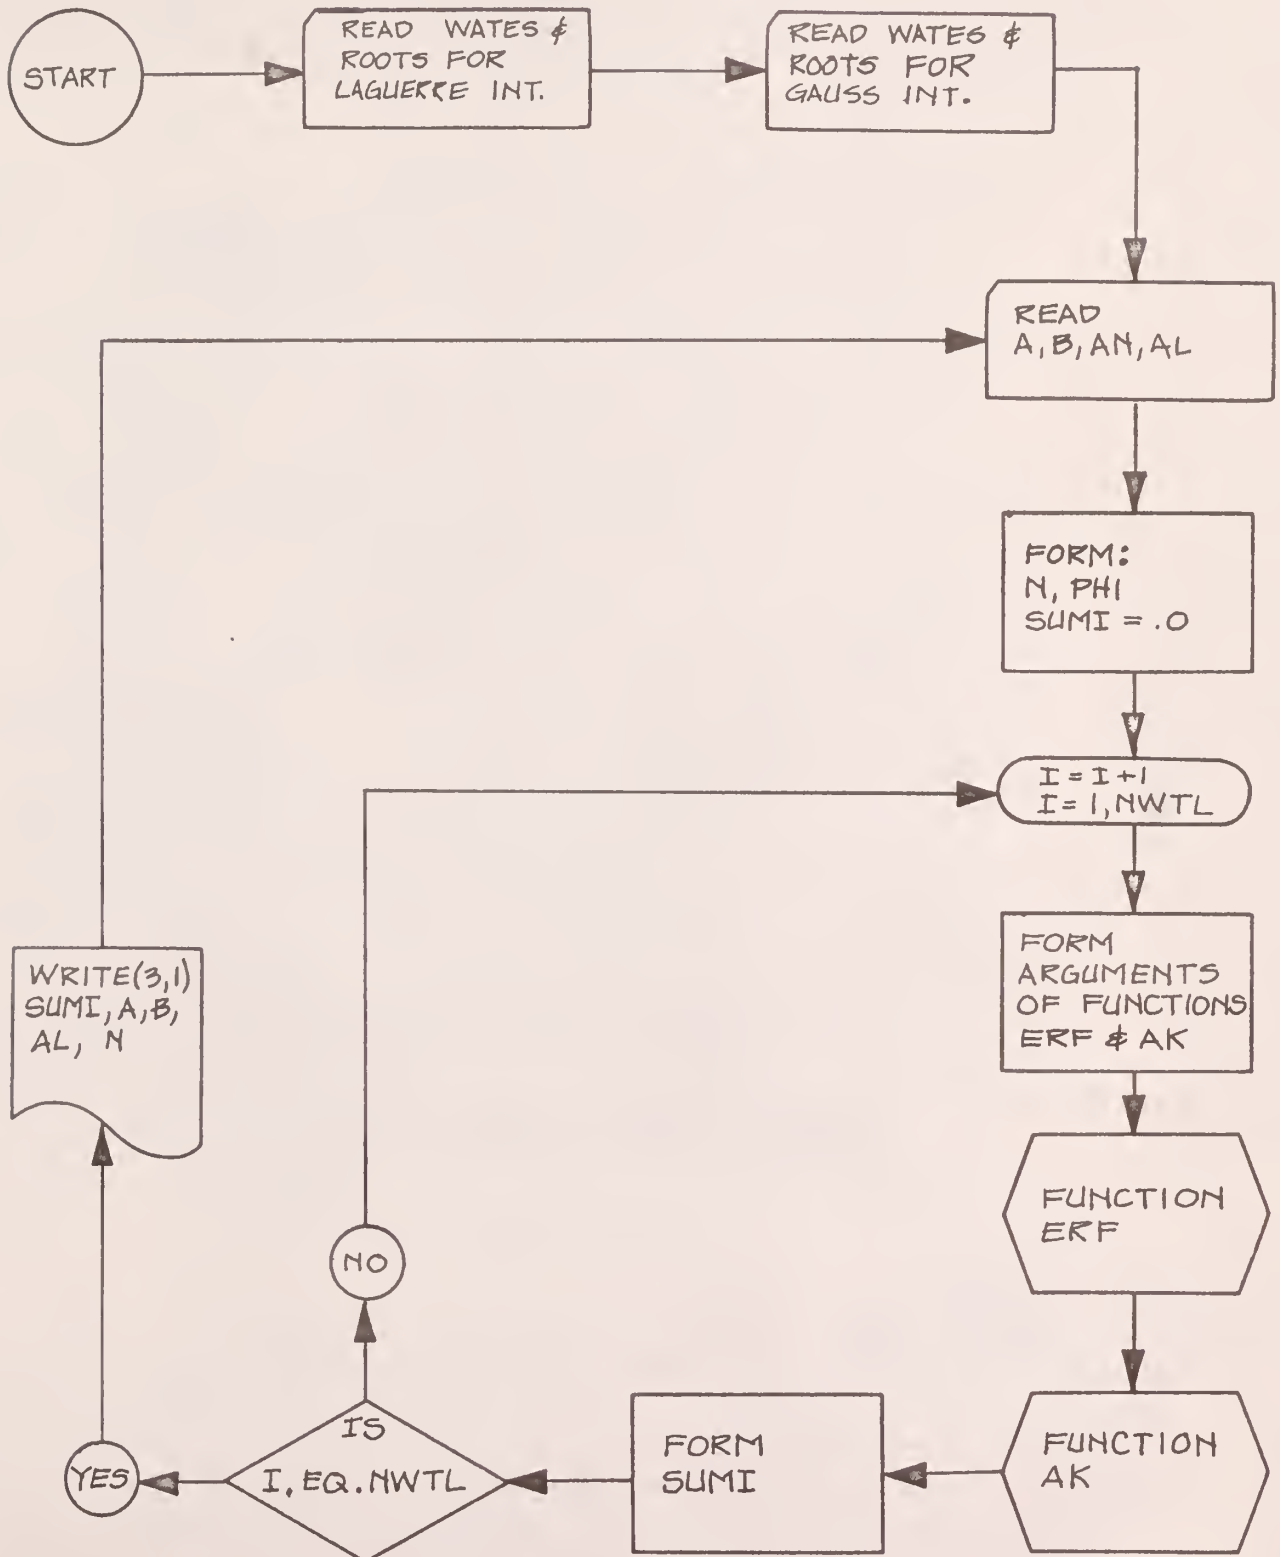 START
READ WATES &
ROOTS FOR
LAGUERRE INT.
READ WATES &
ROOTS FOR
GAUSS INT.
READ
A, B, AN, AL
FORM:
N, PHI
SUMI = .0
I = I+1
I = 1, NWTL
FORM
ARGUMENTS
OF FUNCTIONS
ERF & AK
FUNCTION
ERF
FUNCTION
AK
FORM
SUMI
IS
I. EQ. NWTL
NO
YES
WRITE(3,1)
SUMI, A, B,
AL, N